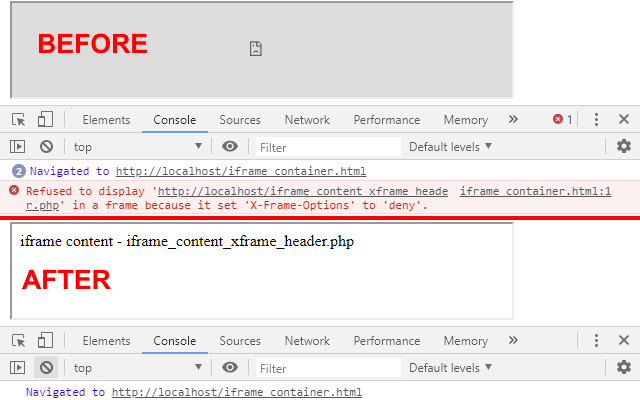 BEFORE
Elements Console Sources Network Performance Memory » 1
top Filter Default levels
2 Navigated to http://localhost/iframe_container.html
Refused to display 'http://localhost/iframe_content_xframe_heade iframe_container.html:1
r.php' in a frame because it set 'X-Frame-Options' to 'deny'.
iframe content - iframe_content_xframe_header.php
AFTER
Elements Console Sources Network Performance Memory »
top Filter Default levels
Navigated to http://localhost/iframe_container.html